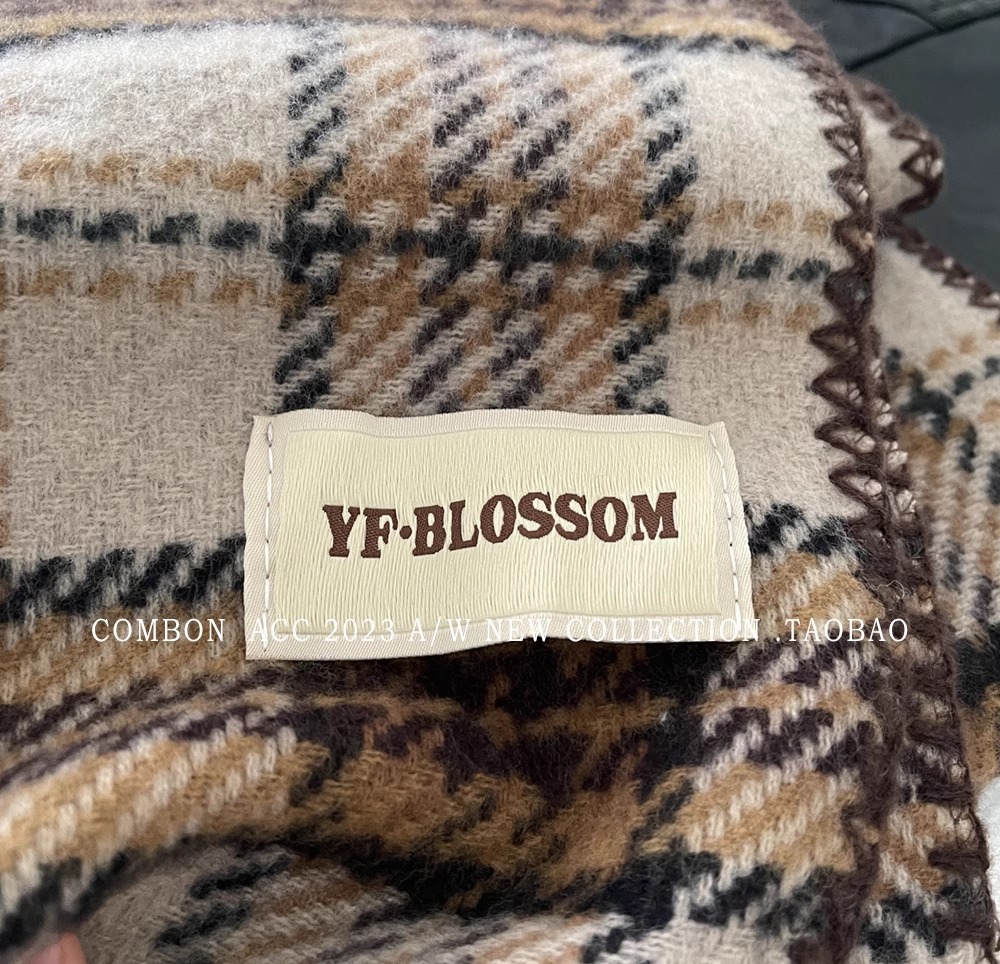 YF·BLOSSOM
COMBON ACC 2023 A/W NEW COLLECTION .TAOBAO